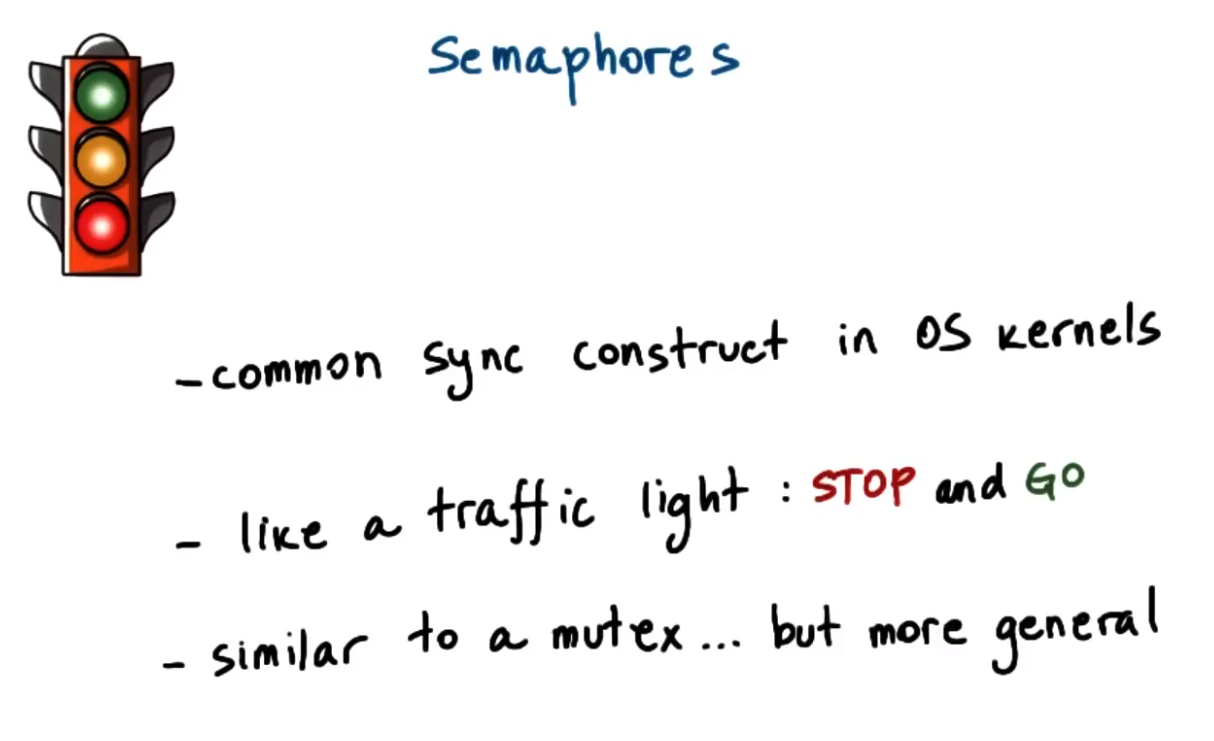 Semaphores
- common sync construct in OS kernels
- like a traffic light : STOP and GO
- similar to a mutex... but more general